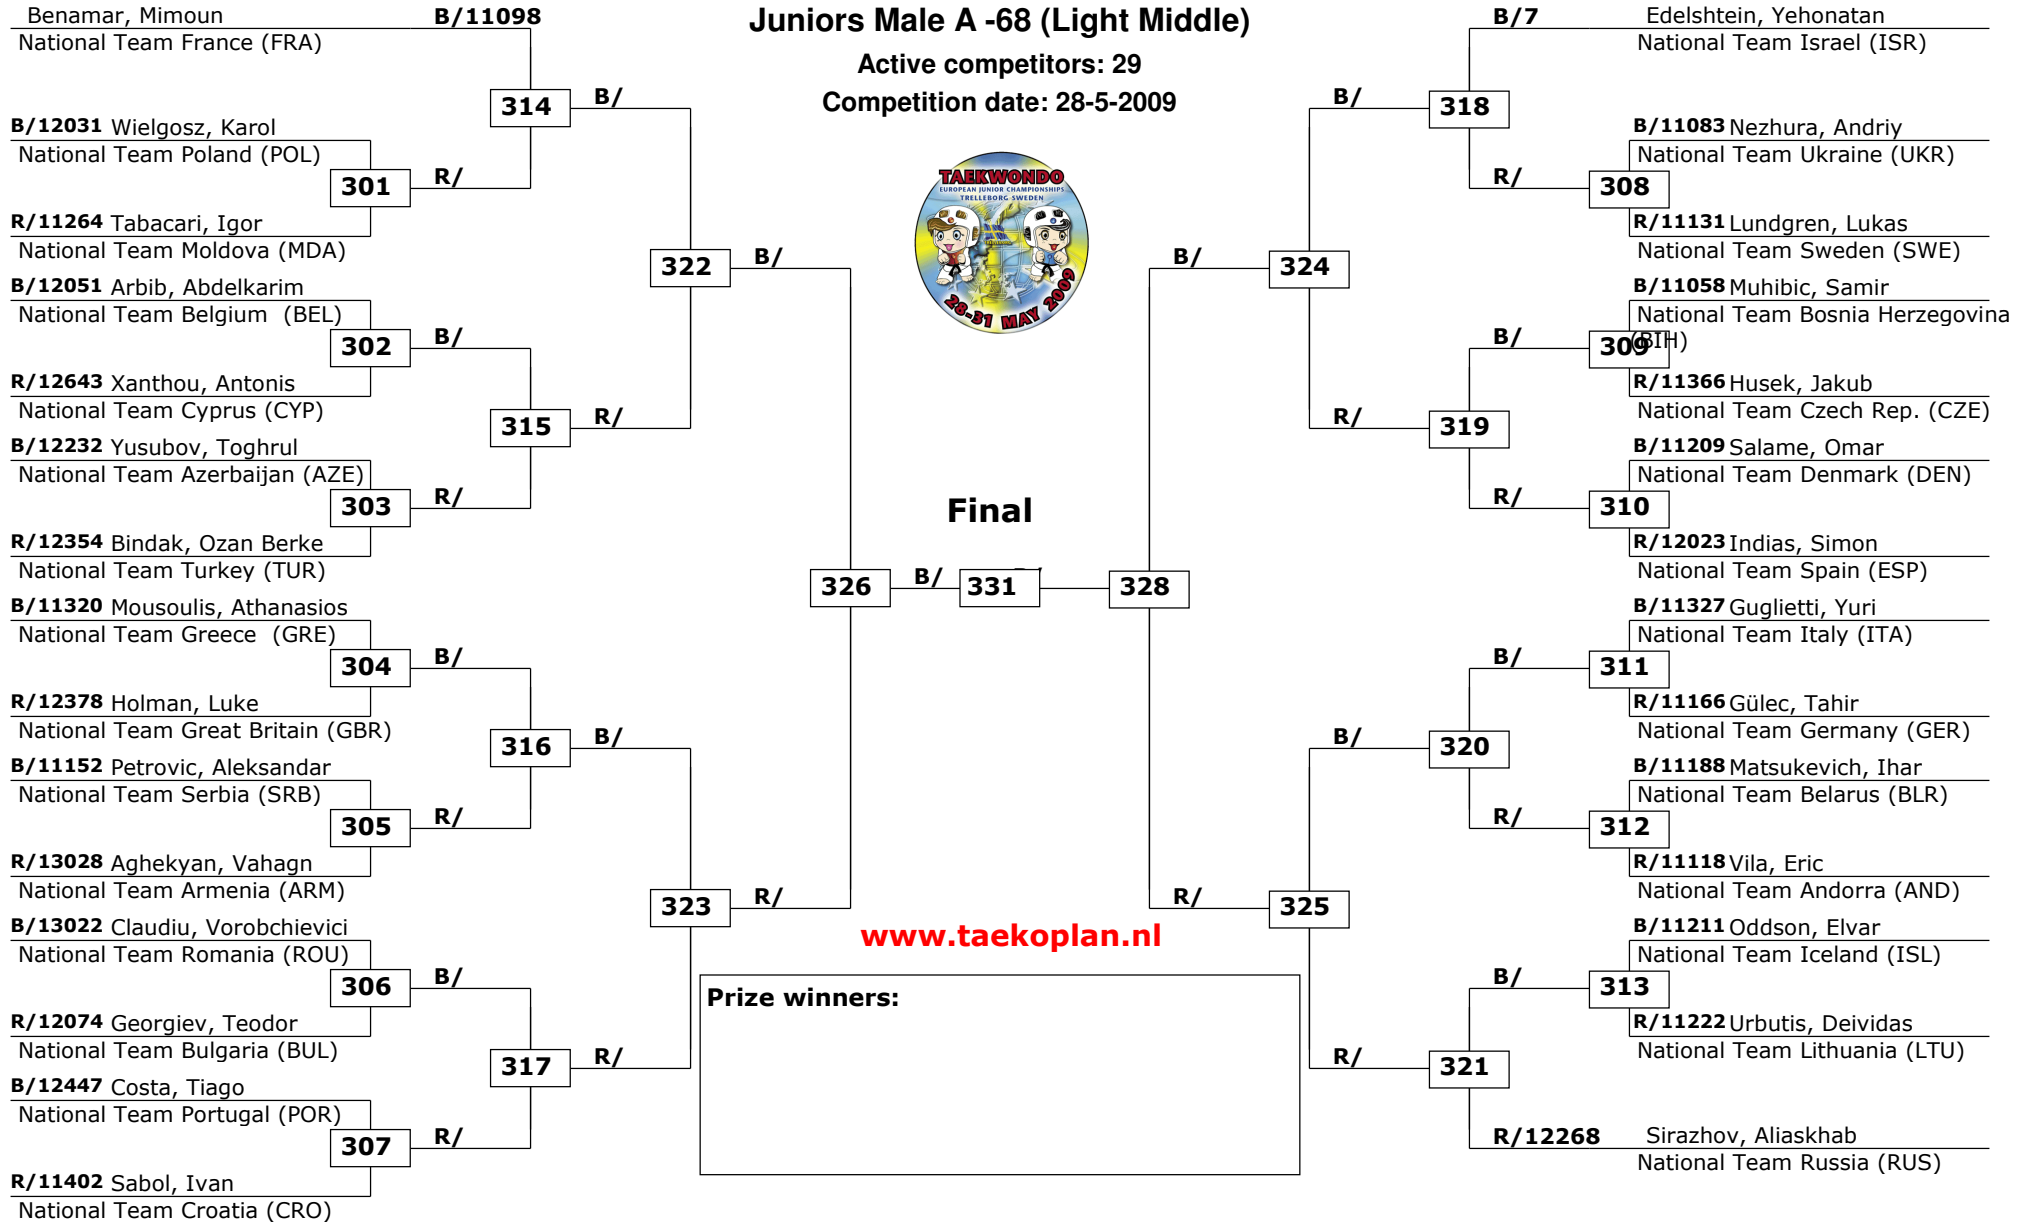 Juniors Male A -68 (Light Middle)
Active competitors: 29
Competition date: 28-5-2009
TAEKWONDO
EUROPEAN JUNIOR CHAMPIONSHIPS
TRELLEBORG SWEDEN
28-31 MAY 2009
Benamar, Mimoun B/11098
National Team France (FRA)
314 B/
B/12031 Wielgosz, Karol
National Team Poland (POL)
301 R/
R/11264 Tabacari, Igor
National Team Moldova (MDA)
322 B/
B/12051 Arbib, Abdelkarim
National Team Belgium (BEL)
302 B/
R/12643 Xanthou, Antonis
National Team Cyprus (CYP)
315 R/
B/12232 Yusubov, Toghrul
National Team Azerbaijan (AZE)
303 R/
R/12354 Bindak, Ozan Berke
National Team Turkey (TUR)
326 B/
B/11320 Mousoulis, Athanasios
National Team Greece (GRE)
304 B/
R/12378 Holman, Luke
National Team Great Britain (GBR)
316 B/
B/11152 Petrovic, Aleksandar
National Team Serbia (SRB)
305 R/
R/13028 Aghekyan, Vahagn
National Team Armenia (ARM)
323 R/
B/13022 Claudiu, Vorobchievici
National Team Romania (ROU)
306 B/
R/12074 Georgiev, Teodor
National Team Bulgaria (BUL)
317 R/
B/12447 Costa, Tiago
National Team Portugal (POR)
307 R/
R/11402 Sabol, Ivan
National Team Croatia (CRO)
Final
331
www.taekoplan.nl
Prize winners:
B/7 Edelshtein, Yehonatan
National Team Israel (ISR)
B/ 318
B/11083 Nezhura, Andriy
National Team Ukraine (UKR)
R/ 308
R/11131 Lundgren, Lukas
National Team Sweden (SWE)
B/ 324
B/11058 Muhibic, Samir
National Team Bosnia Herzegovina
(BIH)
B/ 309
R/11366 Husek, Jakub
National Team Czech Rep. (CZE)
R/ 319
B/11209 Salame, Omar
National Team Denmark (DEN)
R/ 310
R/12023 Indias, Simon
National Team Spain (ESP)
328
B/11327 Guglietti, Yuri
National Team Italy (ITA)
B/ 311
R/11166 Gülec, Tahir
National Team Germany (GER)
B/ 320
B/11188 Matsukevich, Ihar
National Team Belarus (BLR)
R/ 312
R/11118 Vila, Eric
National Team Andorra (AND)
R/ 325
B/11211 Oddson, Elvar
National Team Iceland (ISL)
B/ 313
R/11222 Urbutis, Deividas
National Team Lithuania (LTU)
R/ 321
R/12268 Sirazhov, Aliaskhab
National Team Russia (RUS)